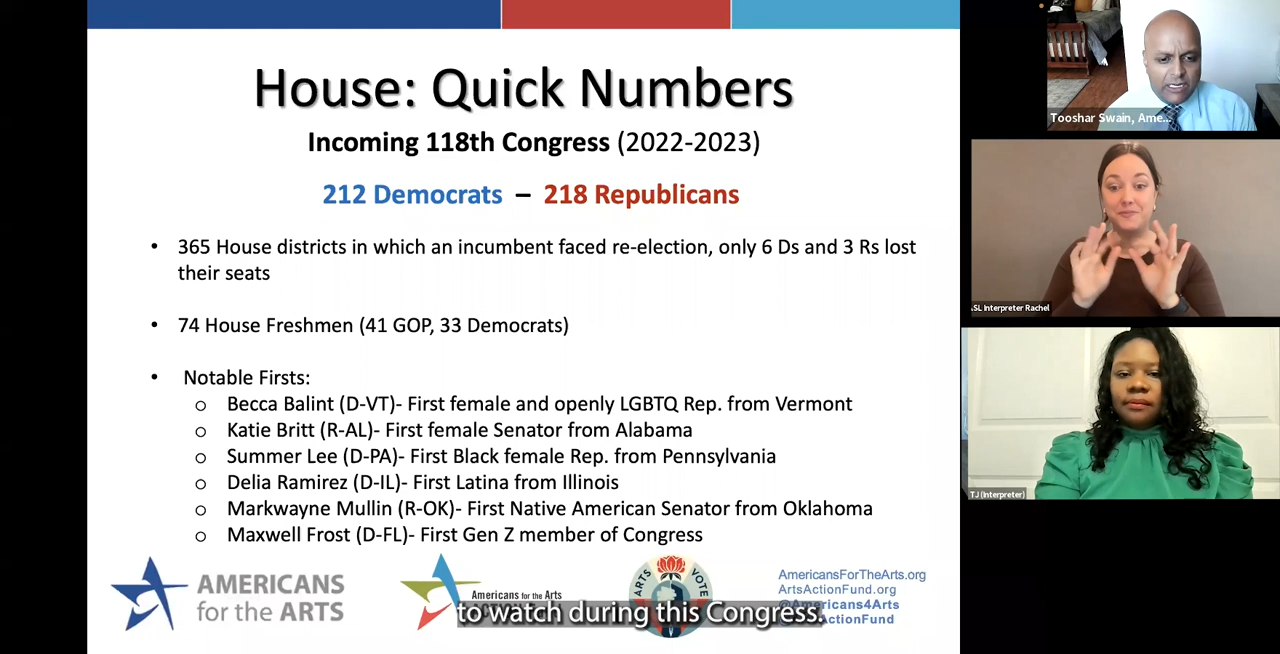 House: Quick Numbers
Incoming 118th Congress (2022-2023)
212 Democrats – 218 Republicans
• 365 House districts in which an incumbent faced re-election, only 6 Ds and 3 Rs lost
their seats
• 74 House Freshmen (41 GOP, 33 Democrats)
• Notable Firsts:
o Becca Balint (D-VT)- First female and openly LGBTQ Rep. from Vermont
o Katie Britt (R-AL)- First female Senator from Alabama
o Summer Lee (D-PA)- First Black female Rep. from Pennsylvania
o Delia Ramirez (D-IL)- First Latina from Illinois
o Markwayne Mullin (R-OK)- First Native American Senator from Oklahoma
o Maxwell Frost (D-FL)- First Gen Z member of Congress
AMERICANS
for the ARTS
Americans for the Arts
ARTS VOTE
AmericansForTheArts.org
ArtsActionFund.org
@Americans4Arts
ActionFund
to watch during this Congress.
Tooshar Swain, Ame...
ASL Interpreter Rachel
TJ (Interpreter)